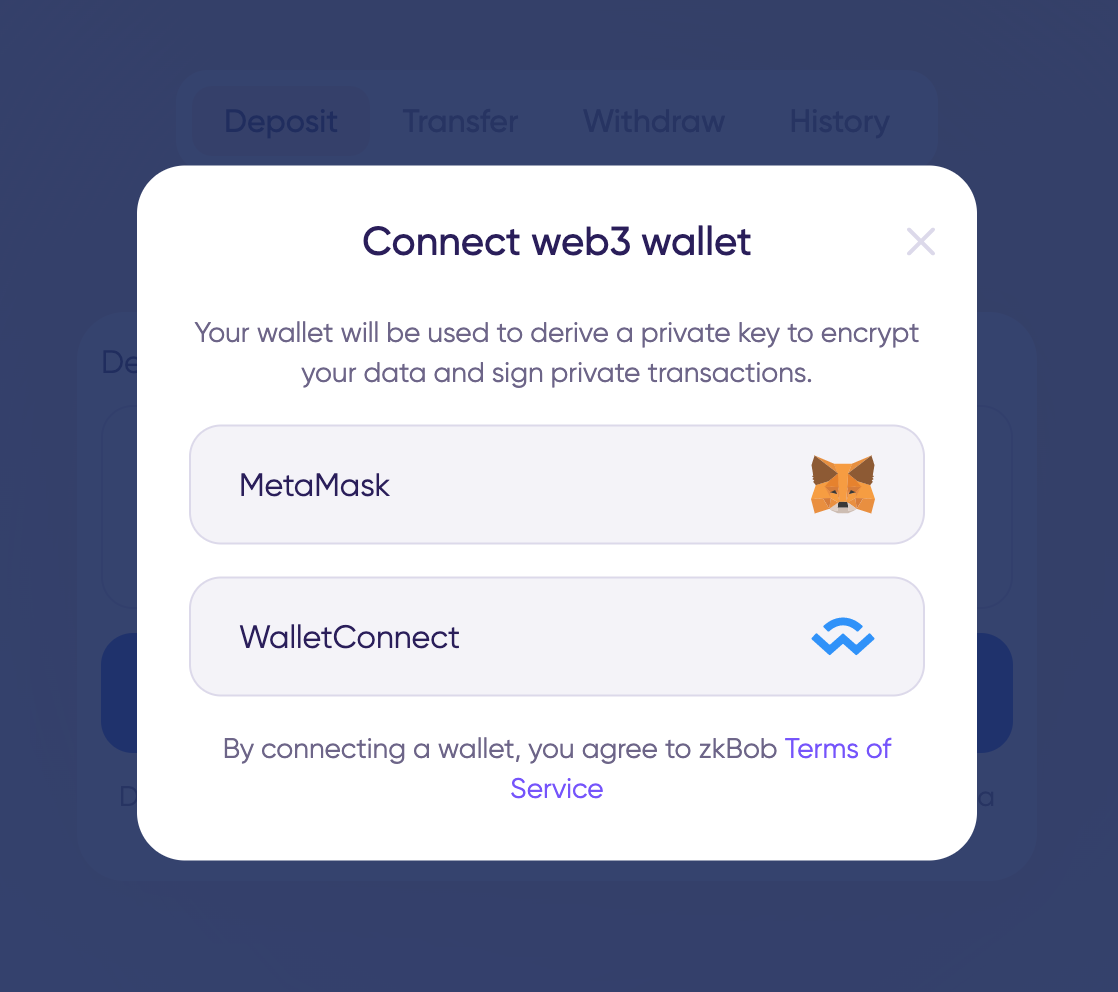 Deposit Transfer Withdraw History
Connect web3 wallet
Your wallet will be used to derive a private key to encrypt
your data and sign private transactions.
MetaMask
WalletConnect
By connecting a wallet, you agree to zkBob Terms of
Service